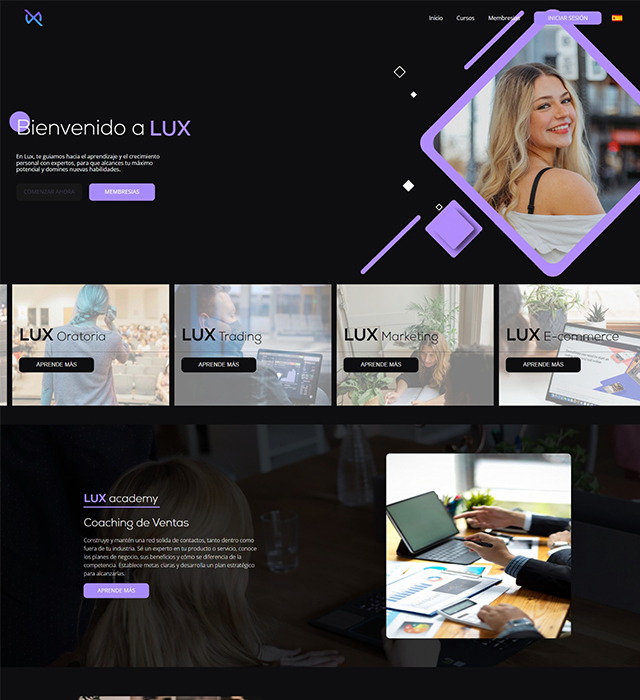 Inicio
Cursos
Membresías
INICIAR SESIÓN
Bienvenido a LUX
En Lux, te guiamos hacia el aprendizaje y el crecimiento
personal con expertos, para que alcances tu máximo
potencial y domines nuevas habilidades.
COMENZAR AHORA
MEMBRESIAS
LUX Oratoria
APRENDE MÁS
LUX Trading
APRENDE MÁS
LUX Marketing
APRENDE MÁS
LUX E-commerce
APRENDE MÁS
LUX academy
Coaching de Ventas
Construye y mantén una red solida de contactos, tanto dentro como
fuera de tu industria. Sé un experto en tu producto o servicio, conoce
los planes de negocio, sus beneficios y cómo se diferencia de la
competencia. Establece metas claras y desarrolla un plan estratégico
para alcanzarlas.
APRENDE MÁS